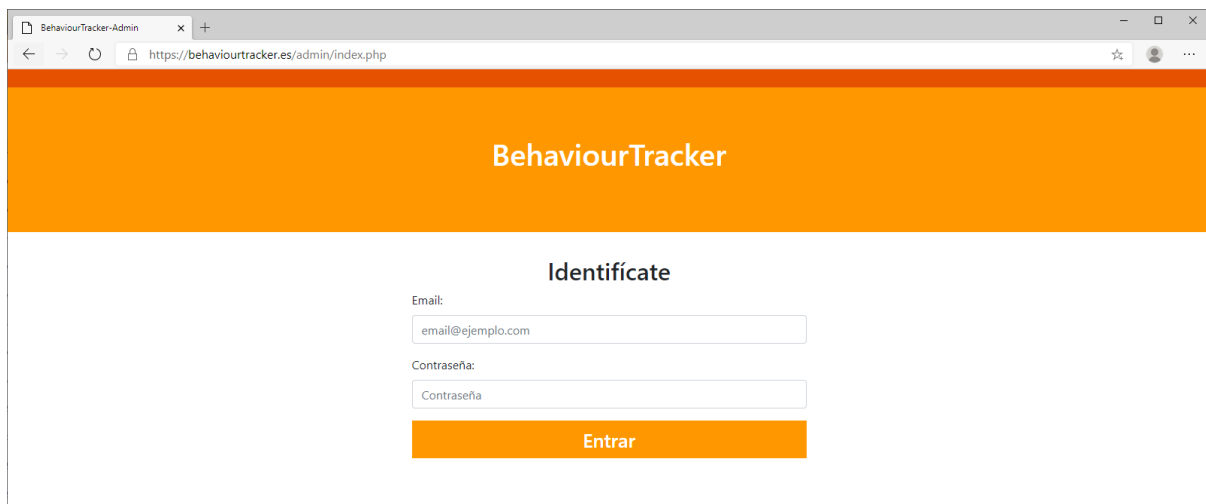 BehaviourTracker-Admin
https://behaviourtracker.es/admin/index.php
BehaviourTracker
Identifícate
Email:
email@ejemplo.com
Contraseña:
Contraseña
Entrar